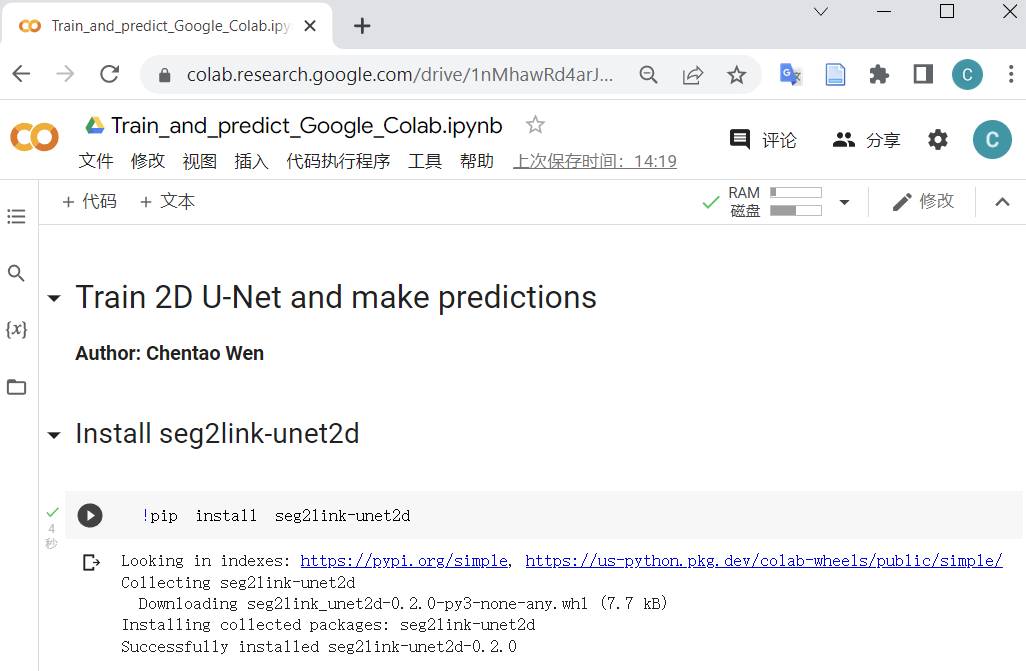 Train_and_predict_Google_Colab.ipy
colab.research.google.com/drive/1nMhawRd4arJ...
C
Train_and_predict_Google_Colab.ipynb
评论
分享
C
文件 修改 视图 插入 代码执行程序 工具 帮助 上次保存时间：14:19
+ 代码 + 文本
RAM
磁盘
修改
{x}
Train 2D U-Net and make predictions
Author: Chentao Wen
Install seg2link-unet2d
4
秒
!pip install seg2link-unet2d
Looking in indexes: https://pypi.org/simple, https://us-python.pkg.dev/colab-wheels/public/simple/
Collecting seg2link-unet2d
Downloading seg2link_unet2d-0.2.0-py3-none-any.whl (7.7 kB)
Installing collected packages: seg2link-unet2d
Successfully installed seg2link-unet2d-0.2.0